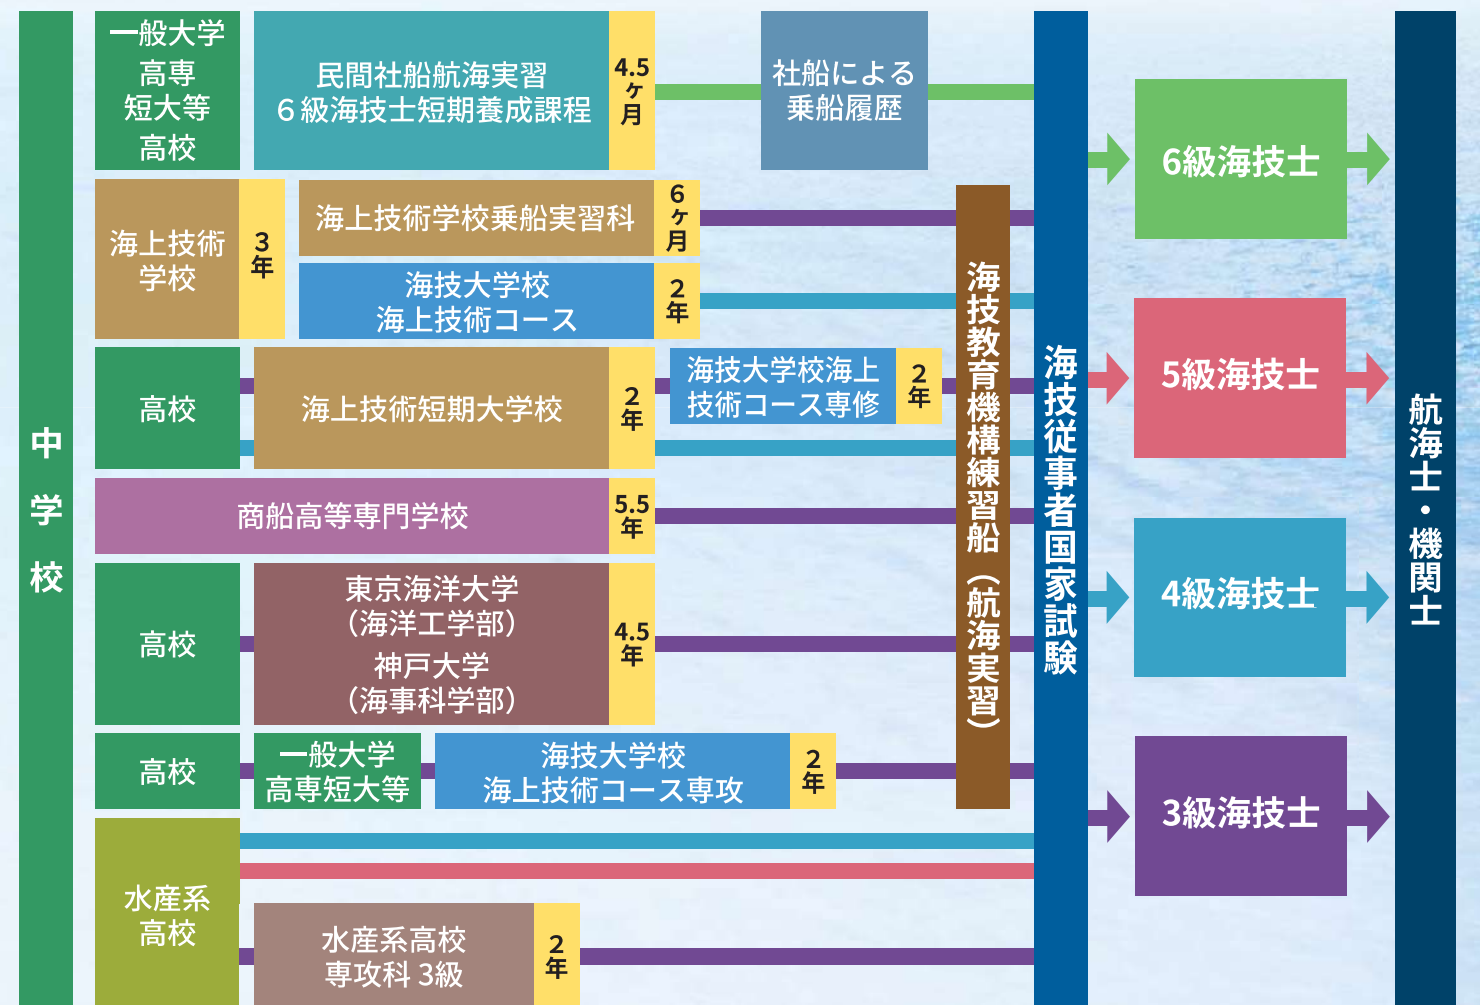 中学校
一般大学
高専
短大等
高校
民間社船航海実習
６級海技士短期養成課程
4.5
ヶ
月
社船による
乗船履歴
海上技術
学校
3
年
海上技術学校乗船実習科
6
ヶ
月
海技大学校
海上技術コース
2
年
高校
海上技術短期大学校
2
年
海技大学校海上
技術コース専修
2
年
商船高等専門学校
5.5
年
高校
東京海洋大学
（海洋工学部）
神戸大学
（海事科学部）
4.5
年
高校
一般大学
高専短大等
海技大学校
海上技術コース専攻
2
年
水産系
高校
水産系高校
専攻科 3級
2
年
海技教育機構練習船（航海実習）
海技従事者国家試験
6級海技士
5級海技士
4級海技士
3級海技士
航海士・機関士